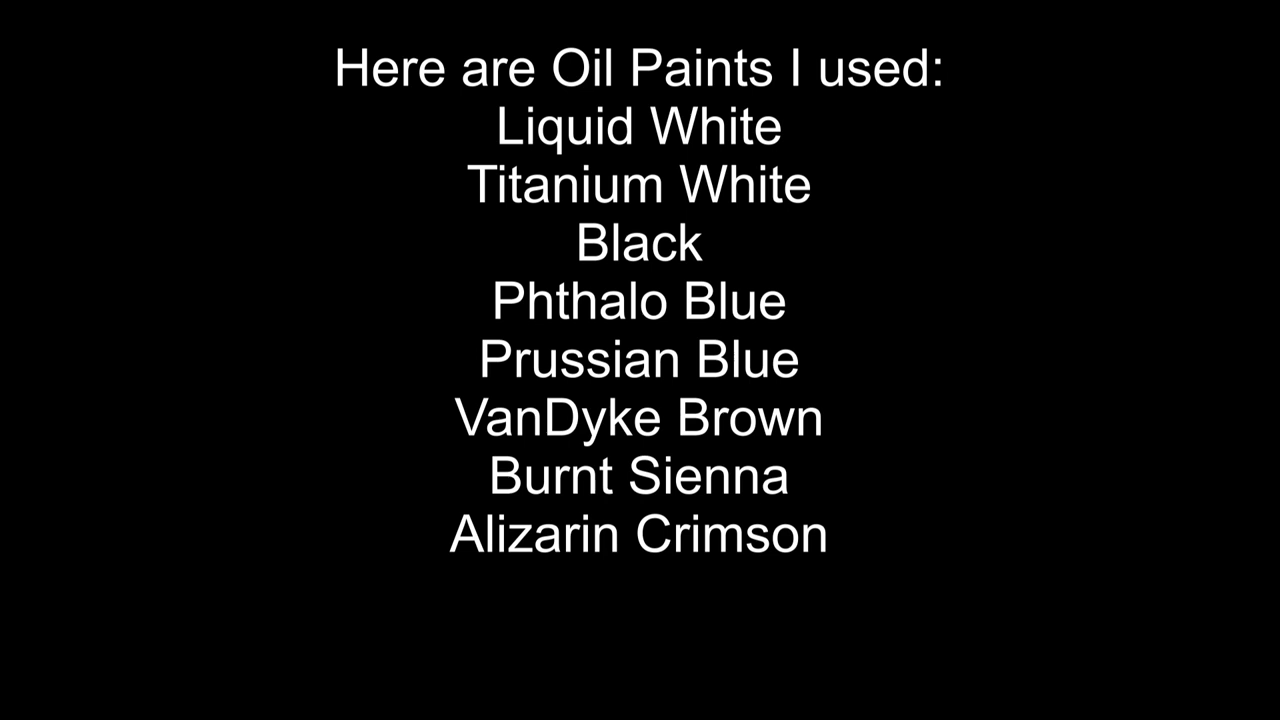 Here are Oil Paints I used:
Liquid White
Titanium White
Black
Phthalo Blue
Prussian Blue
VanDyke Brown
Burnt Sienna
Alizarin Crimson